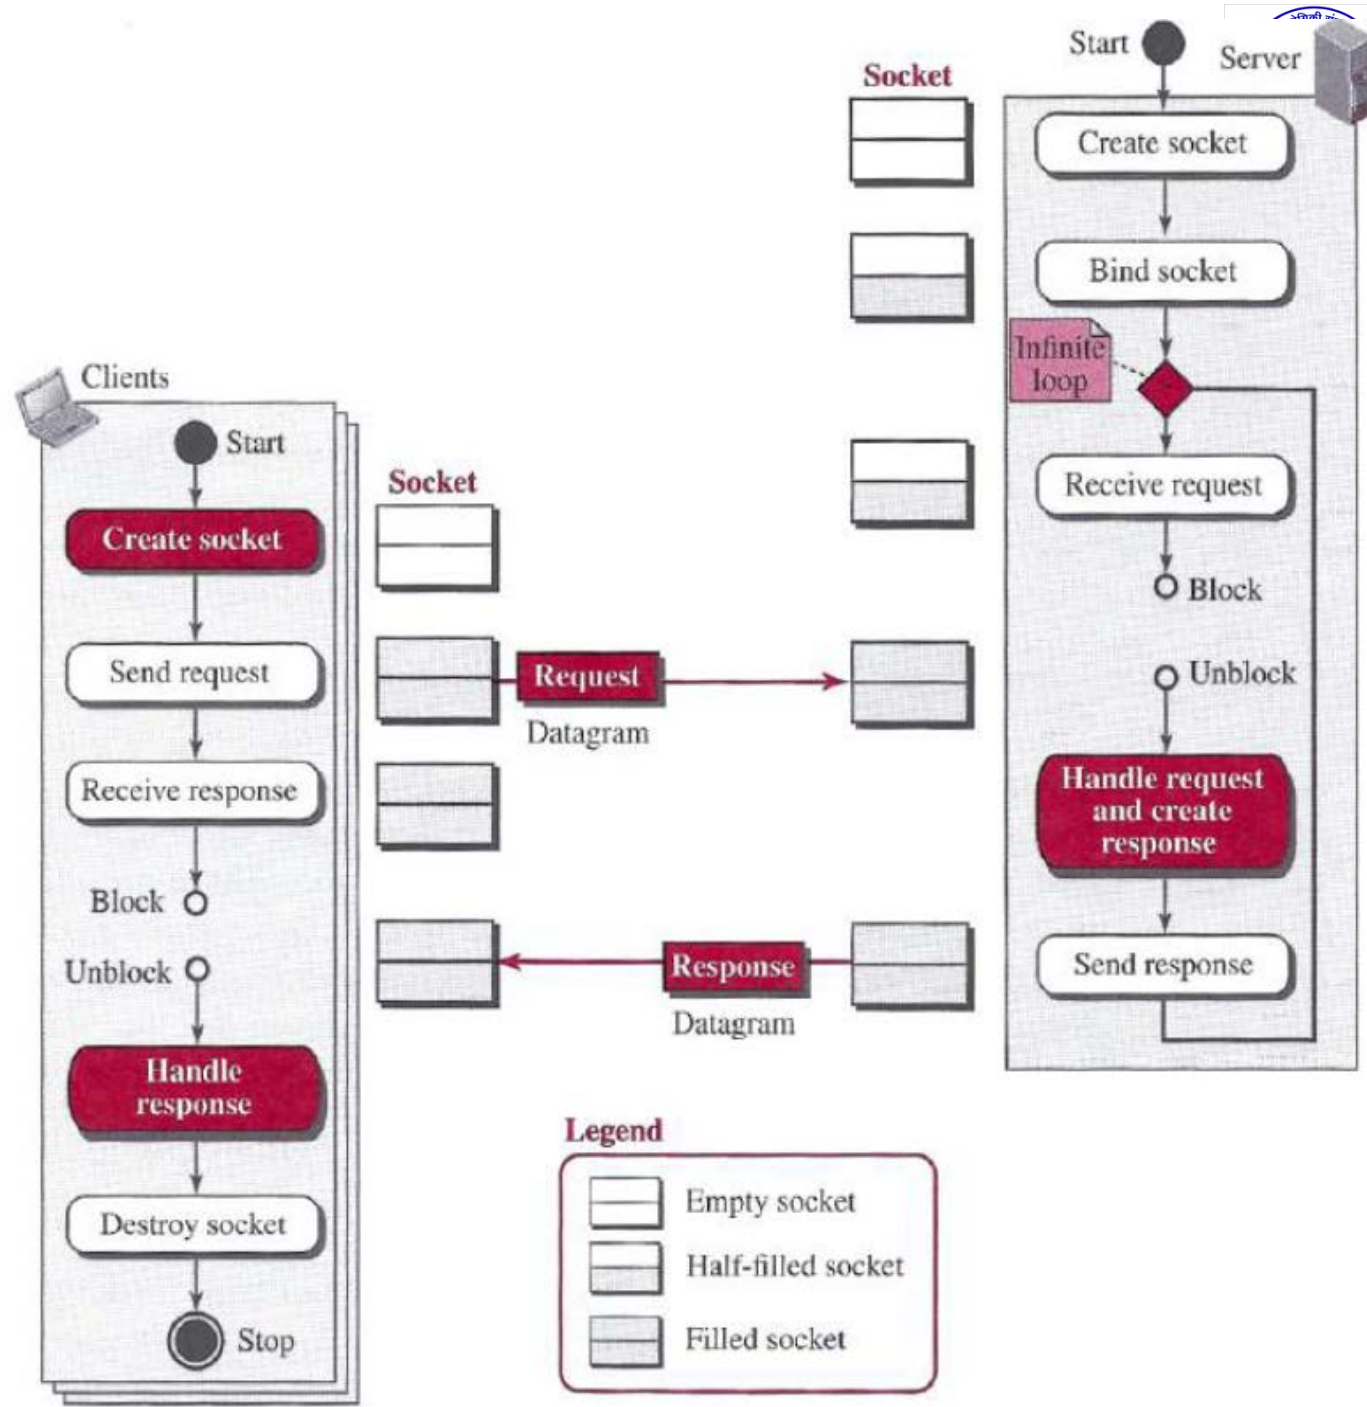 Start
Server
Socket
Create socket
Bind socket
Infinite
loop
Receive request
Block
Unblock
Handle request
and create
response
Send response
Clients
Start
Socket
Create socket
Send request
Receive response
Block
Unblock
Handle
response
Destroy socket
Stop
Request
Datagram
Response
Datagram
Legend
Empty socket
Half-filled socket
Filled socket